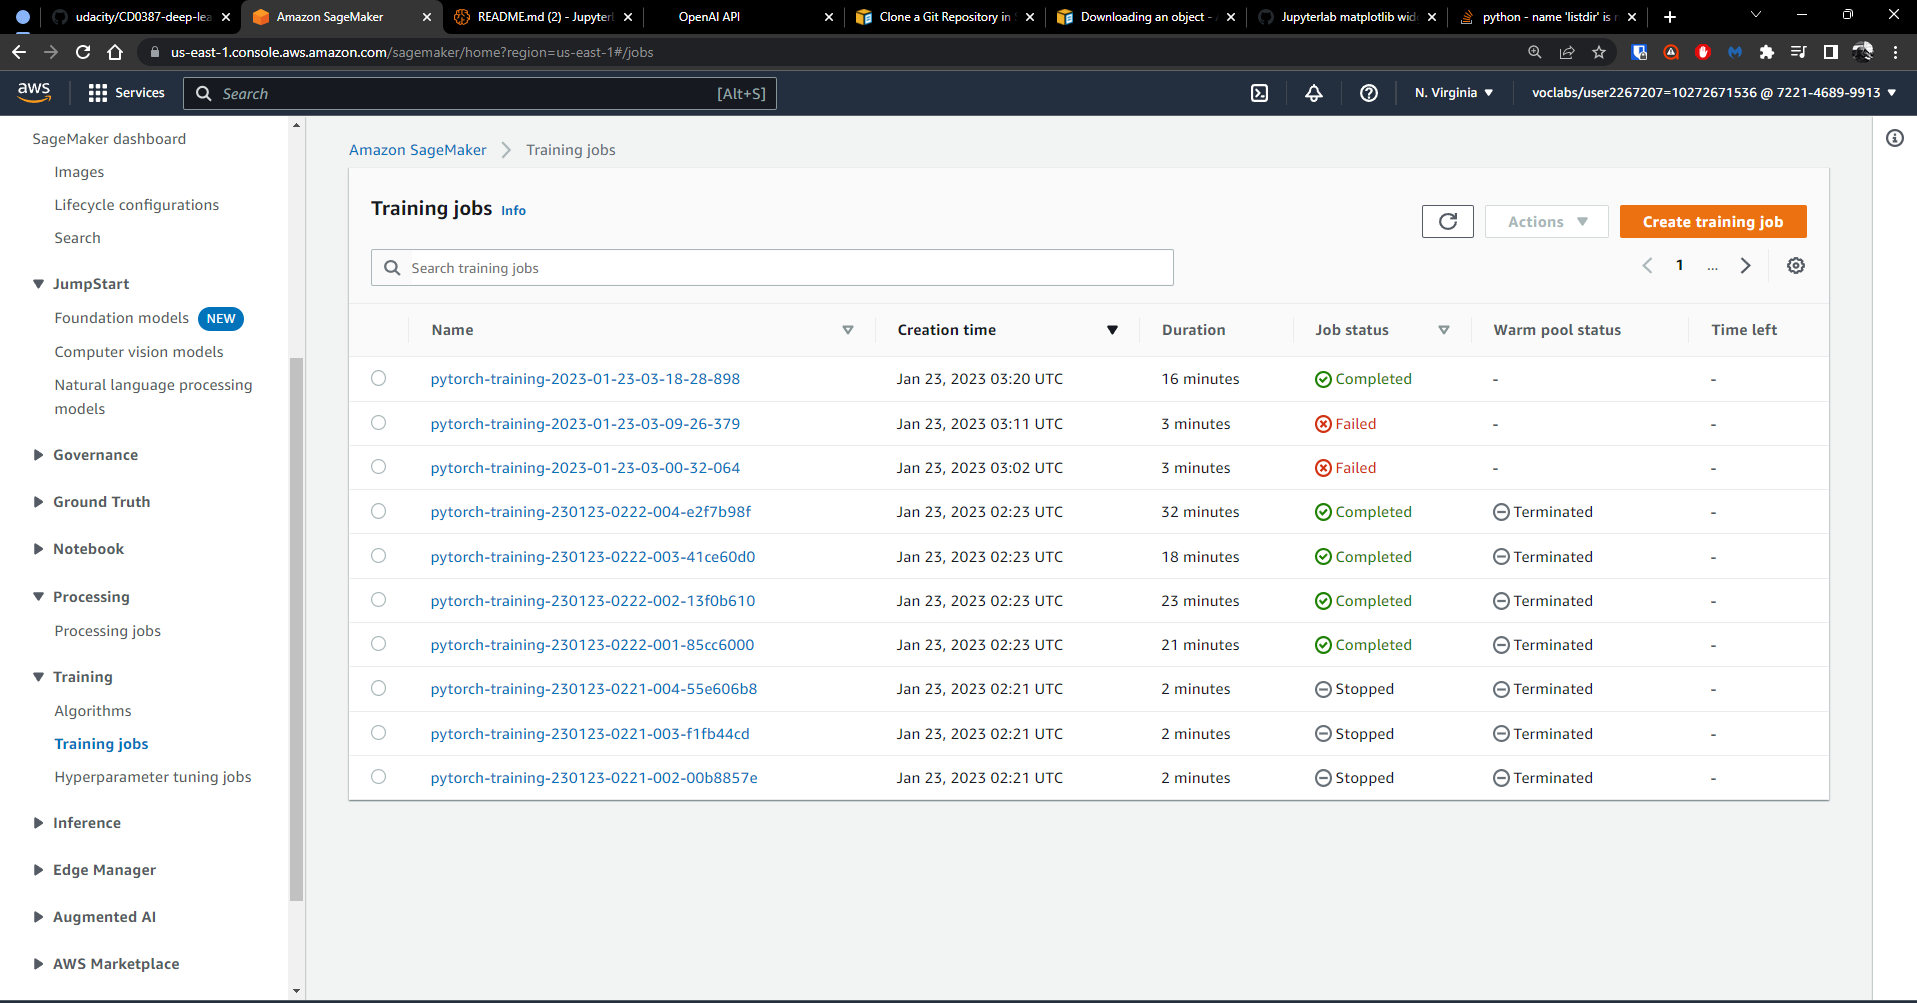 udacity/CD0387-deep-lea
Amazon SageMaker
README.md (2) - Jupyter
OpenAI API
Clone a Git Repository in
Downloading an object -
Jupyterlab matplotlib wid
python - name 'listdir' is
us-east-1.console.aws.amazon.com/sagemaker/home?region=us-east-1#/jobs
aws
Services
Search
[Alt+S]
N. Virginia
voclabs/user2267207=10272671536 @ 7221-4689-9913
SageMaker dashboard
Images
Lifecycle configurations
Search
JumpStart
Foundation models NEW
Computer vision models
Natural language processing
models
Governance
Ground Truth
Notebook
Processing
Processing jobs
Training
Algorithms
Training jobs
Hyperparameter tuning jobs
Inference
Edge Manager
Augmented AI
AWS Marketplace
Amazon SageMaker > Training jobs
Training jobs Info
Actions
Create training job
Search training jobs
1 ...
Name Creation time Duration Job status Warm pool status Time left
pytorch-training-2023-01-23-03-18-28-898 Jan 23, 2023 03:20 UTC 16 minutes Completed - -
pytorch-training-2023-01-23-03-09-26-379 Jan 23, 2023 03:11 UTC 3 minutes Failed - -
pytorch-training-2023-01-23-03-00-32-064 Jan 23, 2023 03:02 UTC 3 minutes Failed - -
pytorch-training-230123-0222-004-e2f7b98f Jan 23, 2023 02:23 UTC 32 minutes Completed Terminated -
pytorch-training-230123-0222-003-41ce60d0 Jan 23, 2023 02:23 UTC 18 minutes Completed Terminated -
pytorch-training-230123-0222-002-13f0b610 Jan 23, 2023 02:23 UTC 23 minutes Completed Terminated -
pytorch-training-230123-0222-001-85cc6000 Jan 23, 2023 02:23 UTC 21 minutes Completed Terminated -
pytorch-training-230123-0221-004-55e606b8 Jan 23, 2023 02:21 UTC 2 minutes Stopped Terminated -
pytorch-training-230123-0221-003-f1fb44cd Jan 23, 2023 02:21 UTC 2 minutes Stopped Terminated -
pytorch-training-230123-0221-002-00b8857e Jan 23, 2023 02:21 UTC 2 minutes Stopped Terminated -